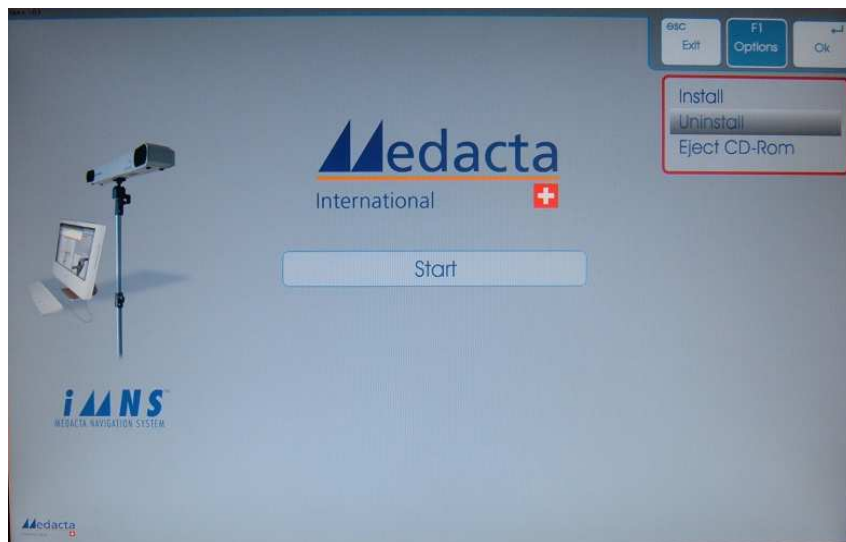 esc
Exit
F1
Options
Ok
Install
Uninstall
Eject CD-Rom
Medacta
International
Start
iMNS
MEDACTA NAVIGATION SYSTEM
Medacta